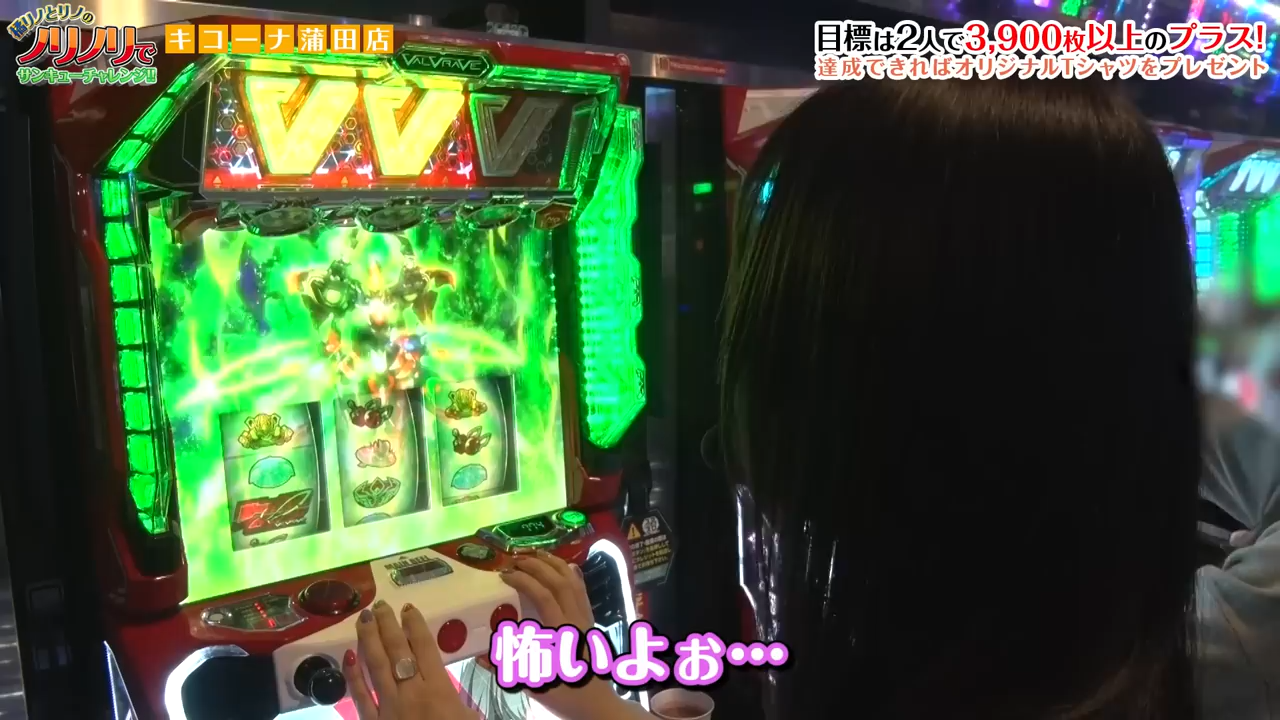 橘リノとリノの
ノリノリで
サンキューチャレンジ!!
キコーナ蒲田店
目標は2人で3,900枚以上のプラス!
達成できればオリジナルTシャツをプレゼント
VALVRAVE
VV
MAIN REEL
怖いよぉ…